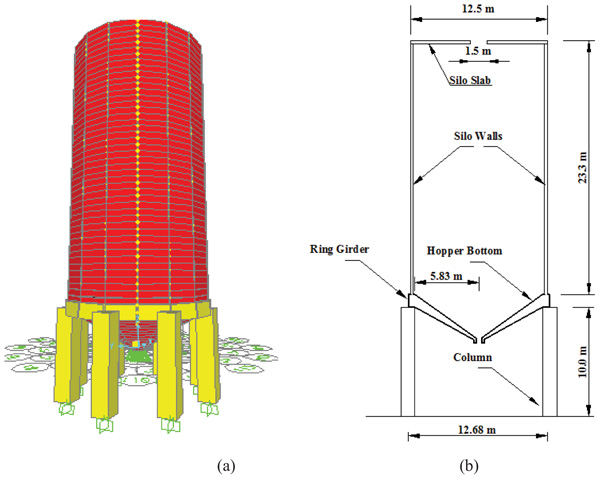 12.5 m
1.5 m
Silo Slab
Silo Walls
23.3 m
Ring Girder
Hopper Bottom
5.83 m
Column
10.0 m
12.68 m
(a)
(b)